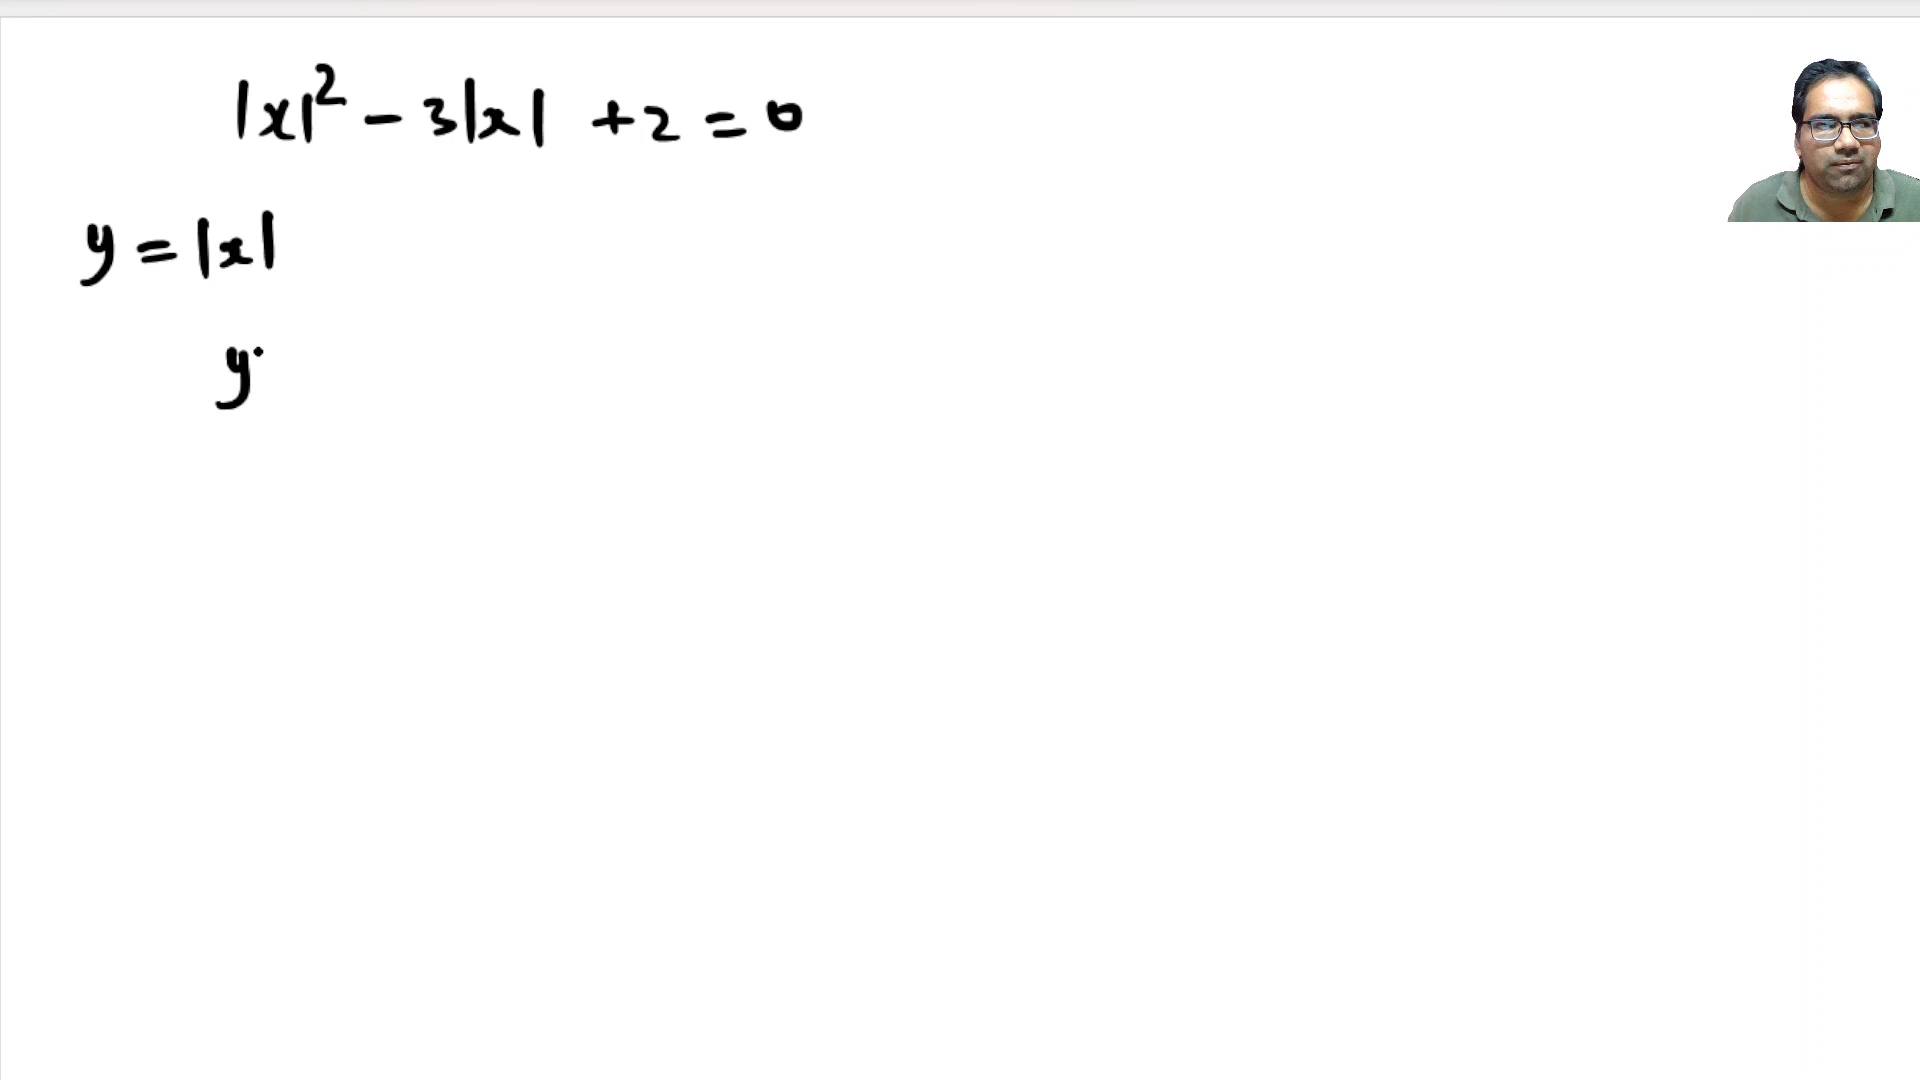 |x|² - 3|x| + 2 = 0
y = |x|
y